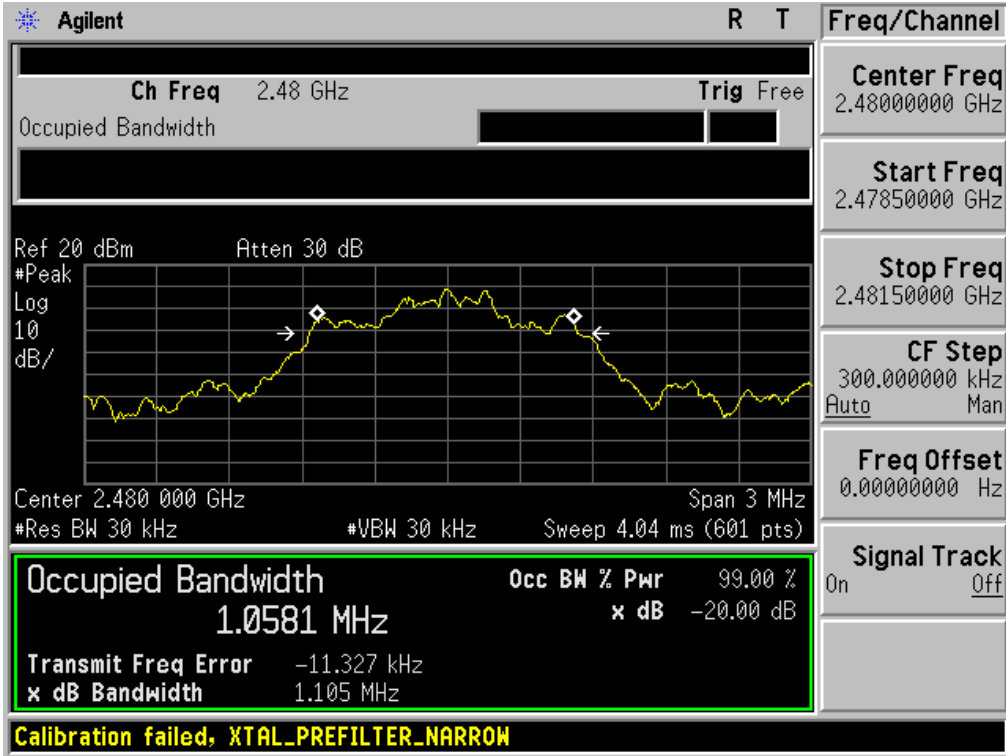 Agilent R T Freq/Channel
Ch Freq 2.48 GHz Trig Free
Occupied Bandwidth
Center Freq
2.48000000 GHz
Start Freq
2.47850000 GHz
Stop Freq
2.48150000 GHz
CF Step
300.000000 kHz
Auto Man
Freq Offset
0.00000000 Hz
Signal Track
On Off
Ref 20 dBm Atten 30 dB
#Peak
Log
10
dB/
Center 2.480 000 GHz Span 3 MHz
#Res BW 30 kHz #VBW 30 kHz Sweep 4.04 ms (601 pts)
Occupied Bandwidth
1.0581 MHz
Occ BW % Pwr 99.00 %
x dB -20.00 dB
Transmit Freq Error -11.327 kHz
x dB Bandwidth 1.105 MHz
Calibration failed, XTAL_PREFILTER_NARROW